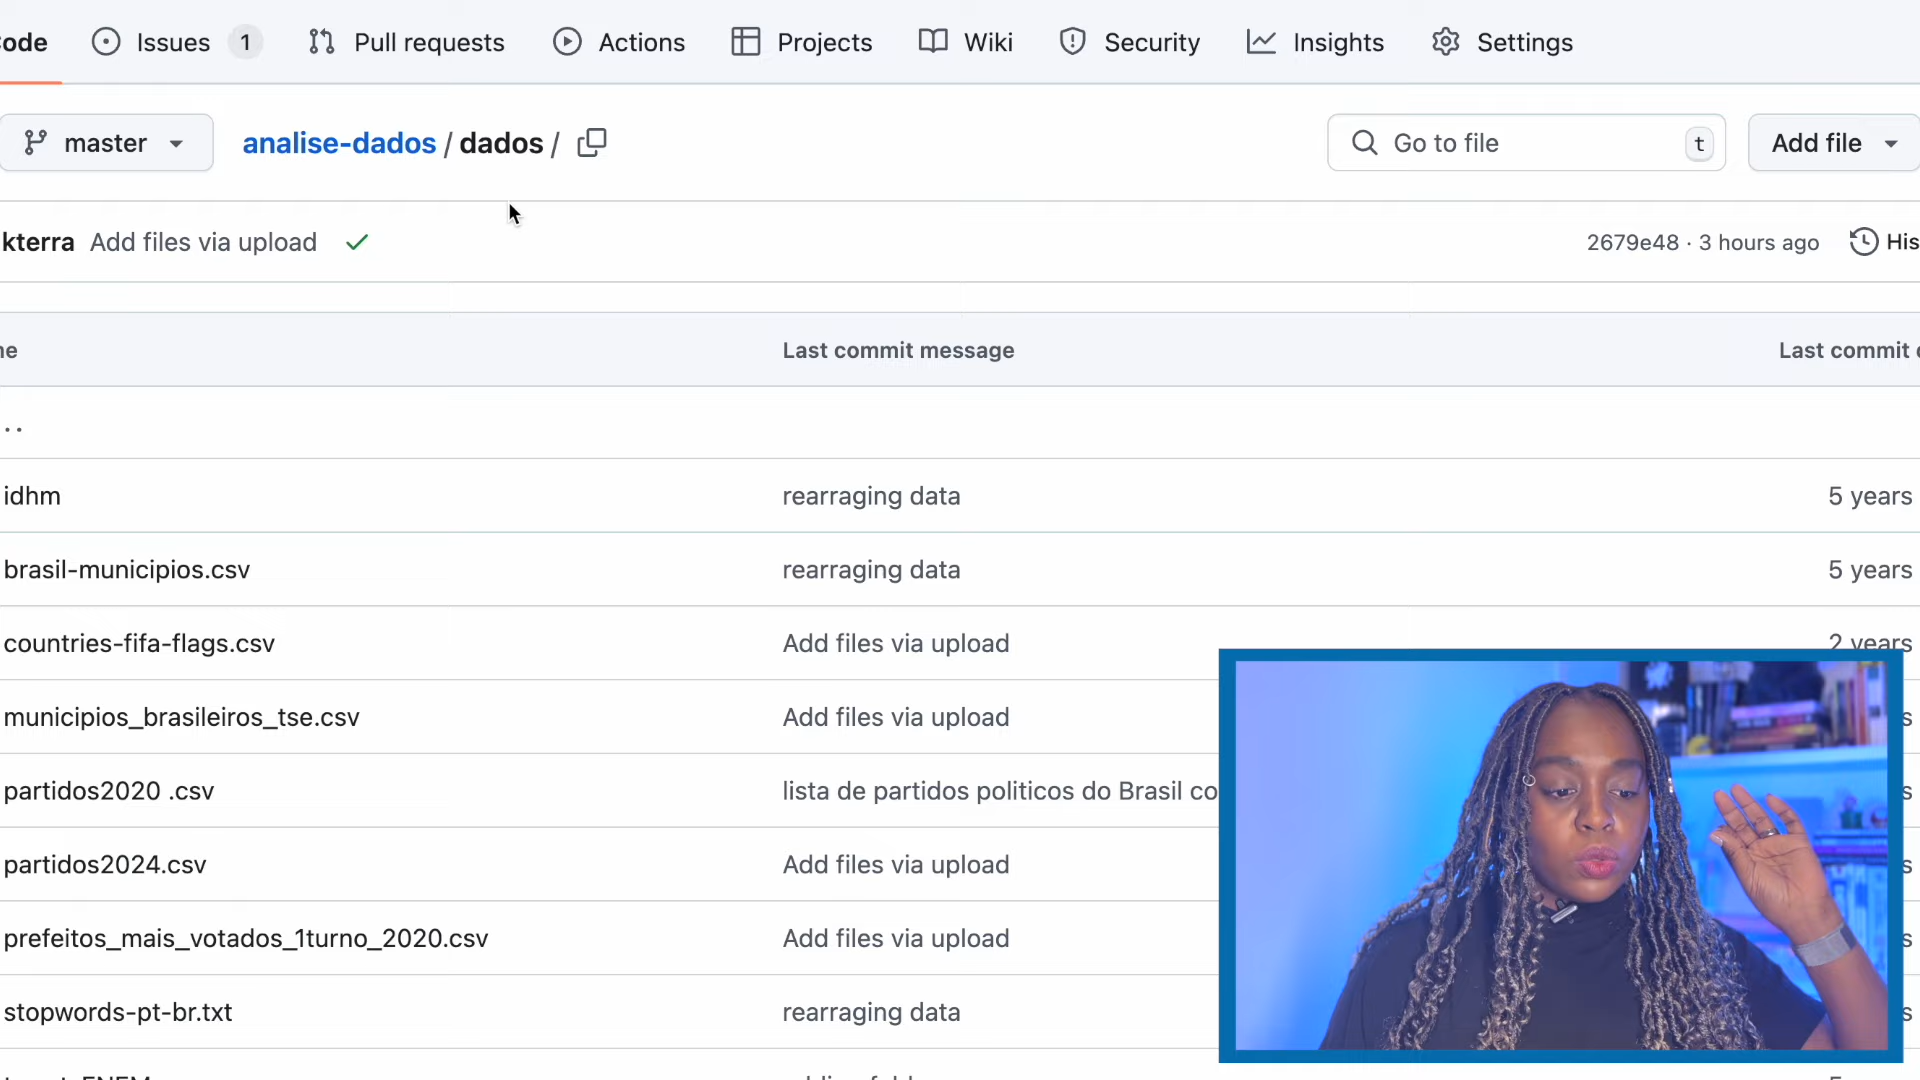 Issues 1 Pull requests Actions Projects Wiki Security Insights Settings
master analise-dados / dados / Go to file t Add file
kterra Add files via upload 2679e48 · 3 hours ago
Last commit message Last commit
..
idhm rearraging data 5 years
brasil-municipios.csv rearraging data 5 years
countries-fifa-flags.csv Add files via upload 2 years
municipios_brasileiros_tse.csv Add files via upload
partidos2020 .csv lista de partidos politicos do Brasil co
partidos2024.csv Add files via upload
prefeitos_mais_votados_1turno_2020.csv Add files via upload
stopwords-pt-br.txt rearraging data